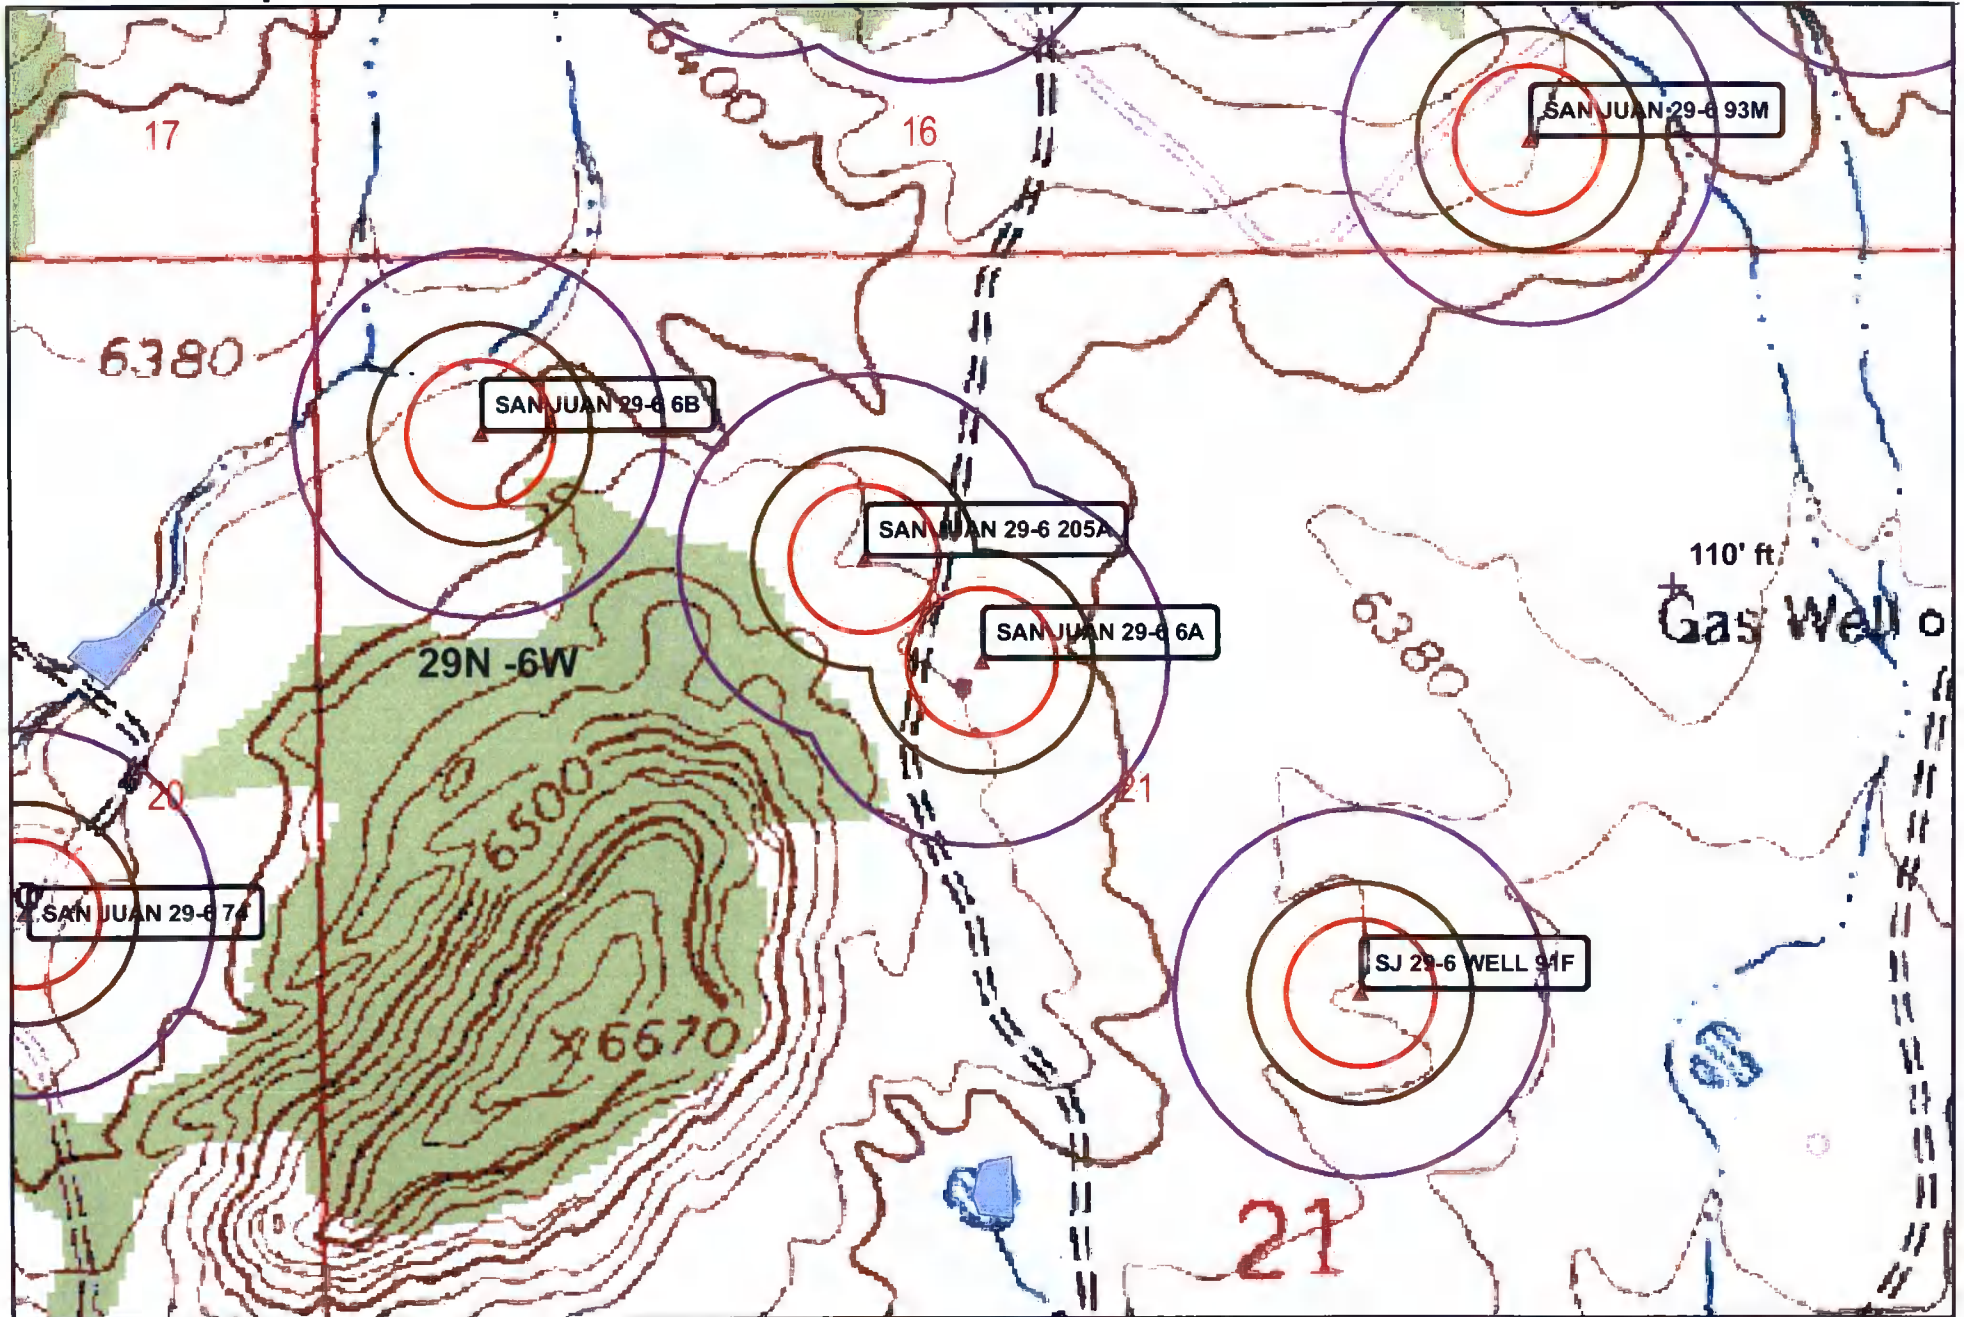 6400
17
16
SAN JUAN 29-6 93M
6380
SAN JUAN 29-6 6B
SAN JUAN 29-6 205A
110' ft
Gas Well
6380
SAN JUAN 29-6 6A
29N -6W
20
6500
21
SAN JUAN 29-6 74
SJ 29-6 WELL 91F
x 6670
21